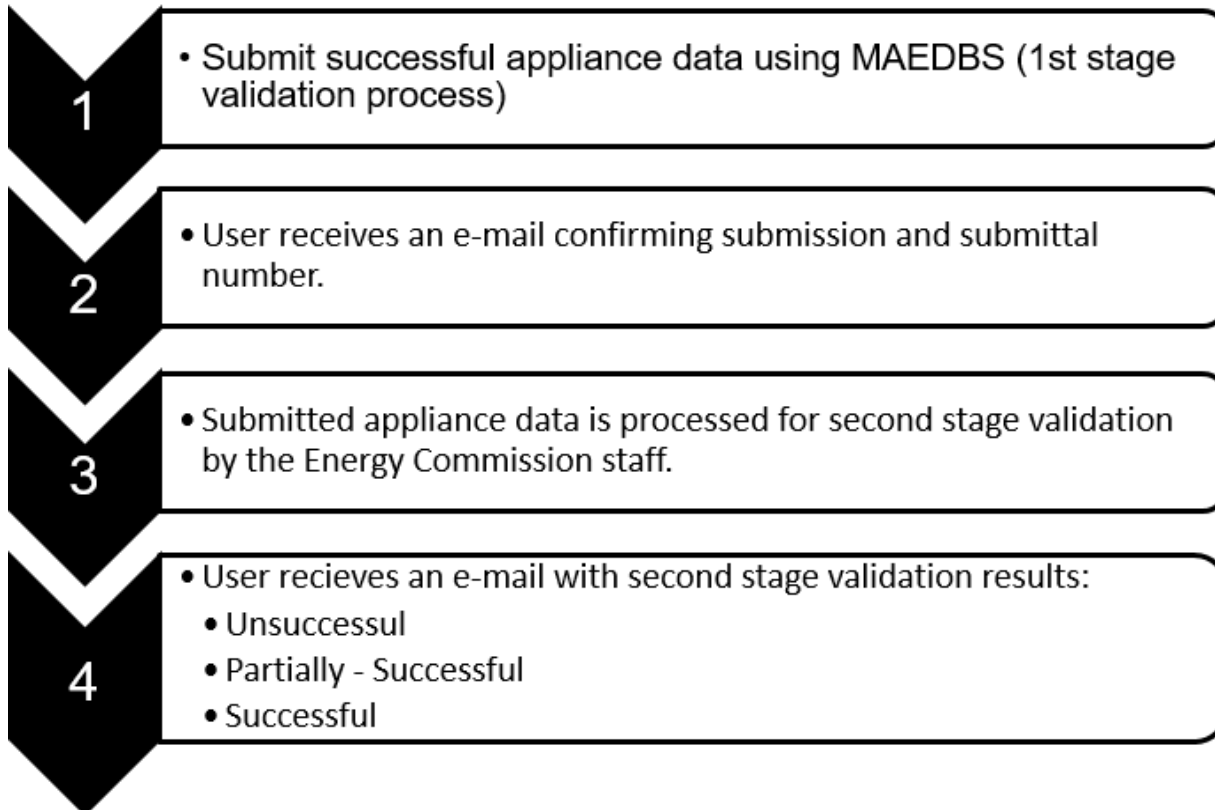 1
• Submit successful appliance data using MAEDBS (1st stage
validation process)
2
• User receives an e-mail confirming submission and submittal
number.
3
• Submitted appliance data is processed for second stage validation
by the Energy Commission staff.
4
• User recieves an e-mail with second stage validation results:
• Unsuccessul
• Partially - Successful
• Successful